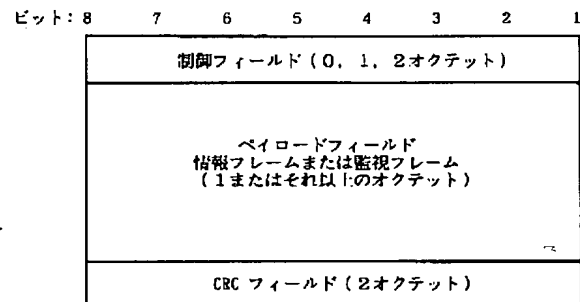 ビット: 8 7 6 5 4 3 2 1
制御フィールド(0, 1, 2オクテット)
ペイロードフィールド
情報フレームまたは監視フレーム
(1またはそれ以上のオクテット)
CRC フィールド(2オクテット)